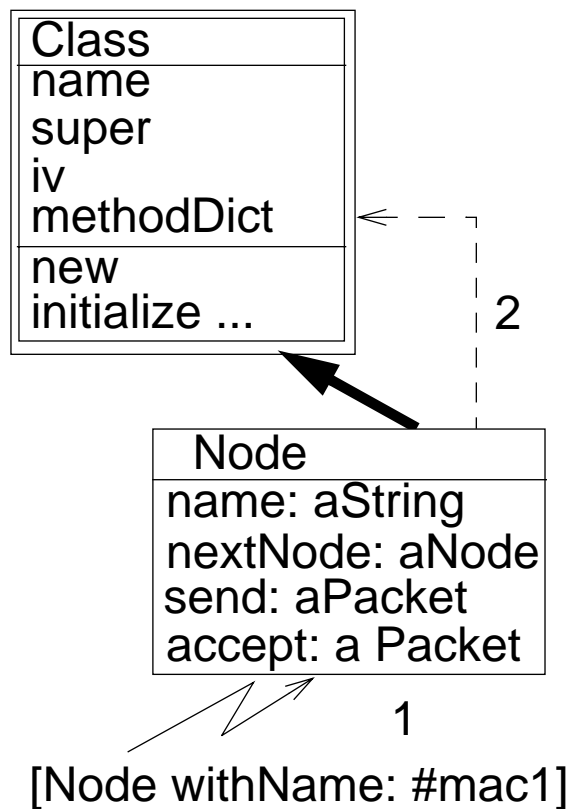 Class
name
super
iv
methodDict
new
initialize ...
2
Node
name: aString
nextNode: aNode
send: aPacket
accept: a Packet
1
[Node withName: #mac1]